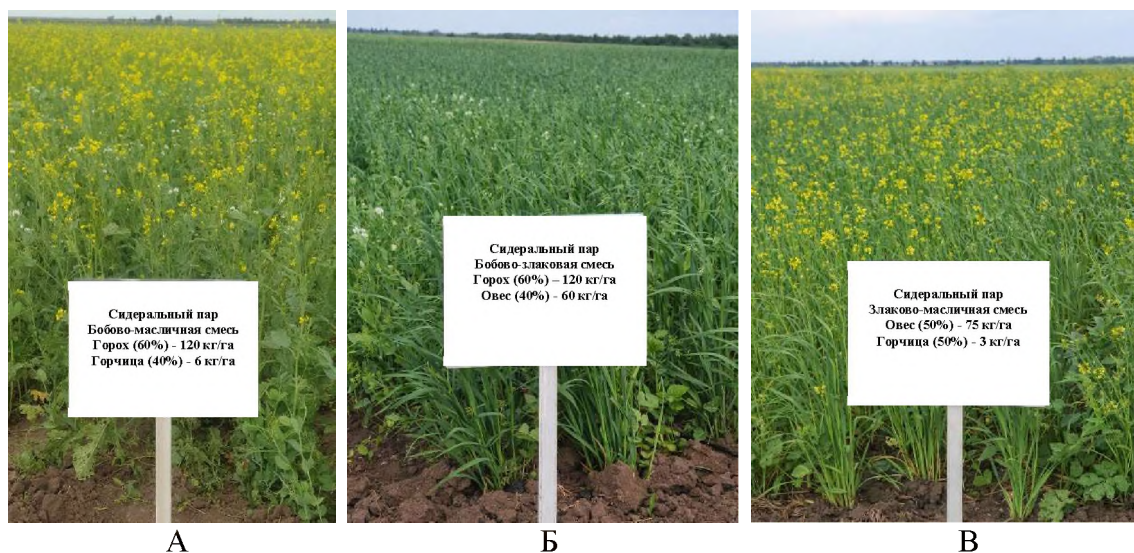 Сидеральный пар
Бобово-масличная смесь
Горох (60%) - 120 кг/га
Горчица (40%) - 6 кг/га
Сидеральный пар
Бобово-злаковая смесь
Горох (60%) – 120 кг/га
Овес (40%) - 60 кг/га
Сидеральный пар
Злаково-масличная смесь
Овес (50%) - 75 кг/га
Горчица (50%) - 3 кг/га
А
Б
В